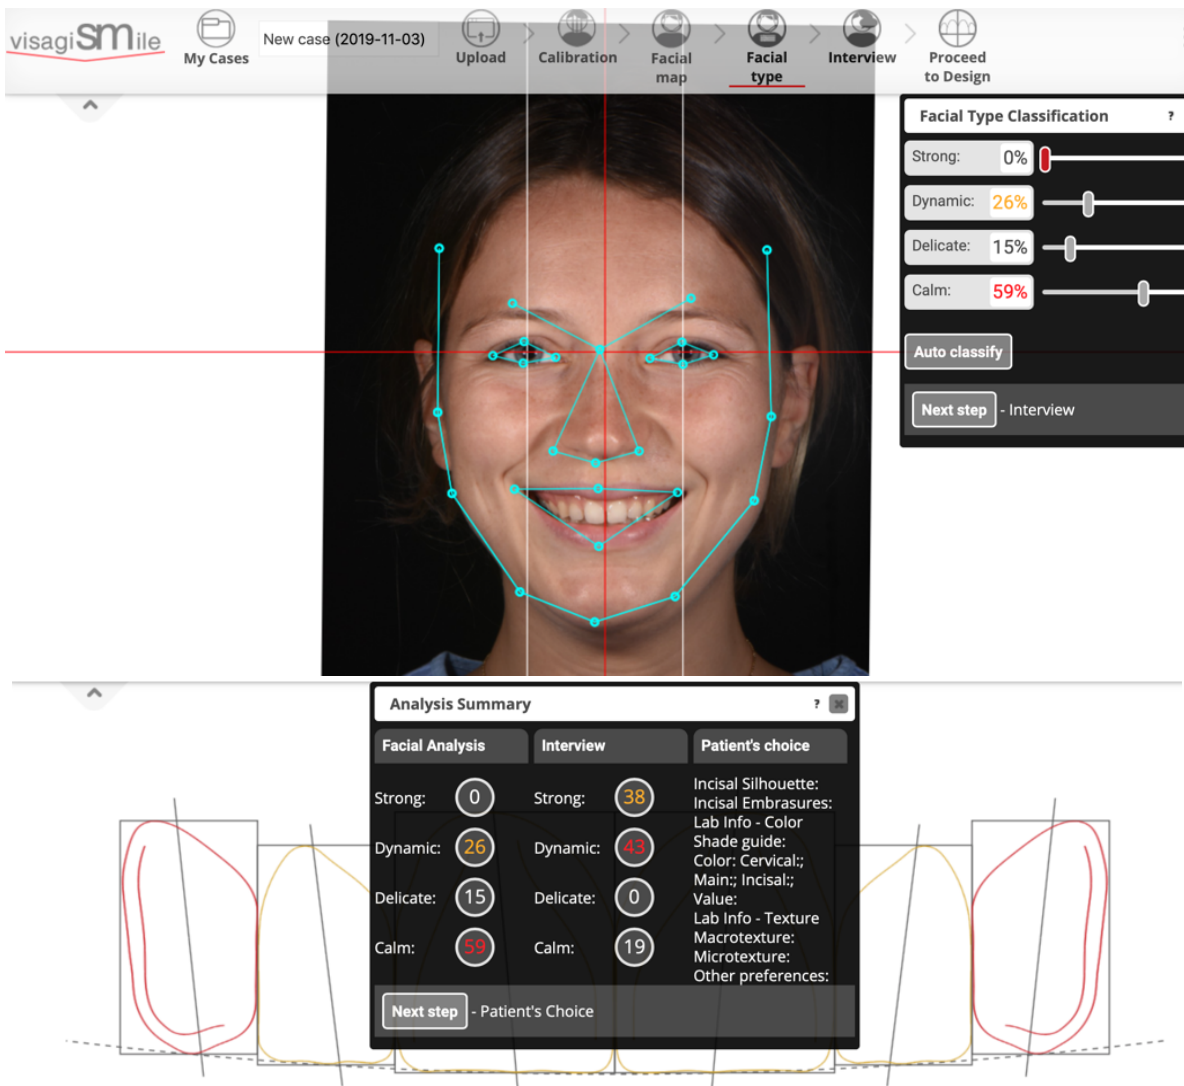 visagiSMile
My Cases
New case (2019-11-03)
Upload
Calibration
Facial
map
Facial
type
Interview
Proceed
to Design
Facial Type Classification ?
Strong: 0%
Dynamic: 26%
Delicate: 15%
Calm: 59%
Auto classify
Next step - Interview
Analysis Summary ?
Facial Analysis
Strong: 0
Dynamic: 26
Delicate: 15
Calm: 59
Interview
Strong: 38
Dynamic: 43
Delicate: 0
Calm: 19
Patient's choice
Incisal Silhouette:
Incisal Embrasures:
Lab Info - Color
Shade guide:
Color: Cervical:;
Main:; Incisal:;
Value:
Lab Info - Texture
Macrotexture:
Microtexture:
Other preferences:
Next step - Patient's Choice